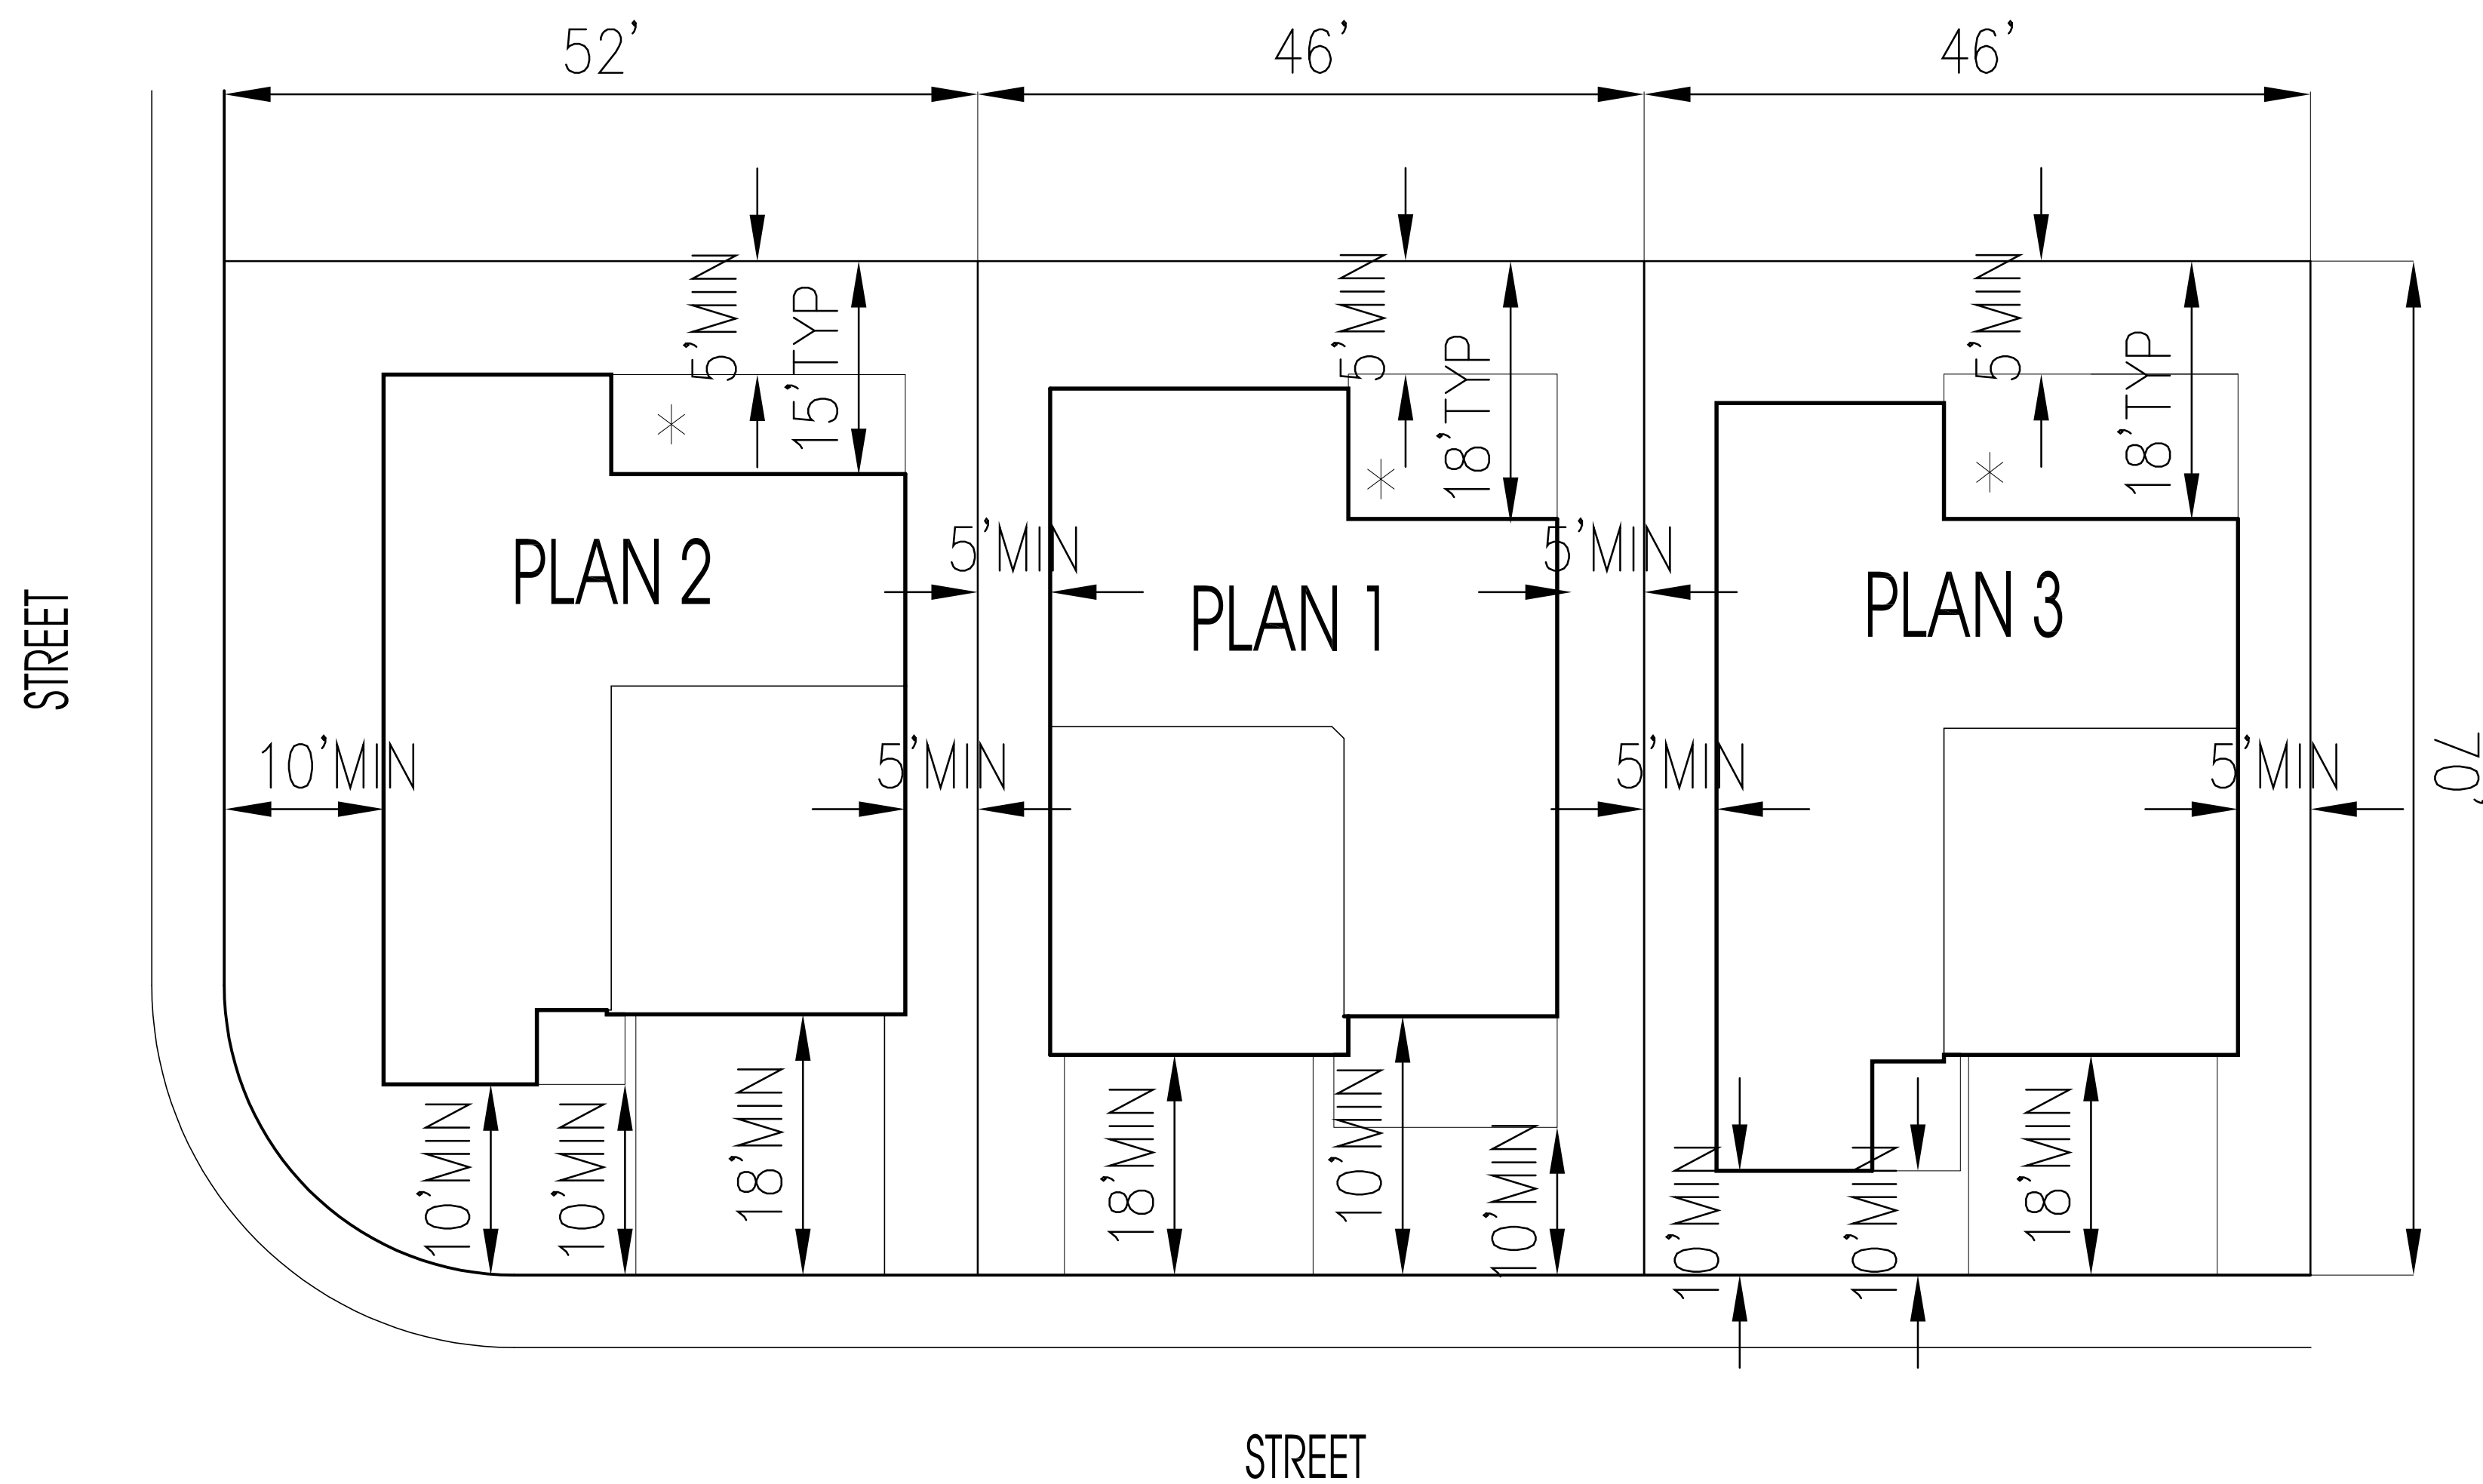 52' 46' 46'
5'MIN 5'MIN 5'MIN
15'TYP 18'TYP 18'TYP
* * *
5'MIN 5'MIN
PLAN 2 PLAN 1 PLAN 3
STREET
10'MIN 5'MIN 5'MIN 5'MIN 70'
10'MIN 10'MIN 18'MIN 18'MIN 10'MIN 10'MIN 10'MIN 10'MIN 18'MIN
STREET